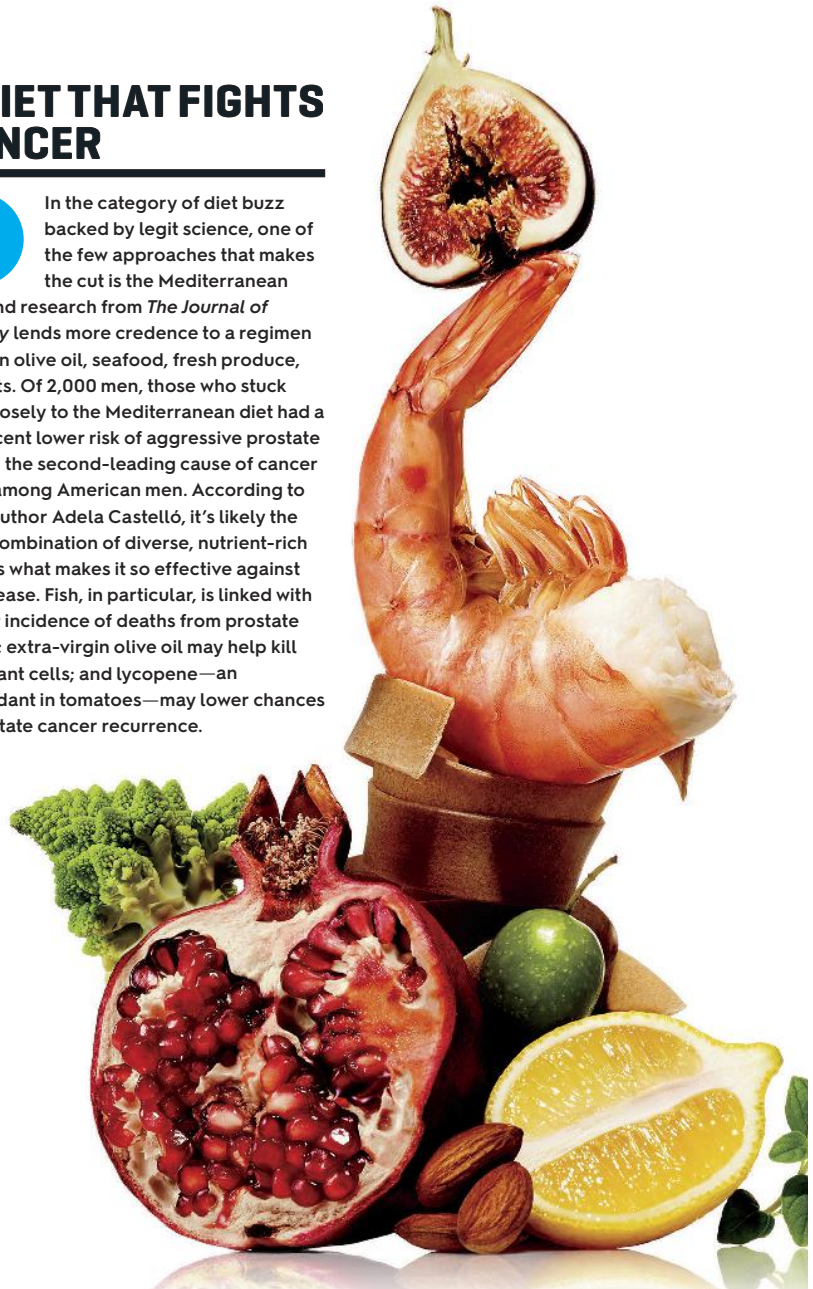 IET THAT FIGHTS
NCER
In the category of diet buzz
backed by legit science, one of
the few approaches that makes
the cut is the Mediterranean
nd research from The Journal of
y lends more credence to a regimen
n olive oil, seafood, fresh produce,
ts. Of 2,000 men, those who stuck
osely to the Mediterranean diet had a
cent lower risk of aggressive prostate
the second-leading cause of cancer
among American men. According to
uthor Adela Castelló, it’s likely the
ombination of diverse, nutrient-rich
s what makes it so effective against
ease. Fish, in particular, is linked with
incidence of deaths from prostate
; extra-virgin olive oil may help kill
ant cells; and lycopene—an
dant in tomatoes—may lower chances
tate cancer recurrence.